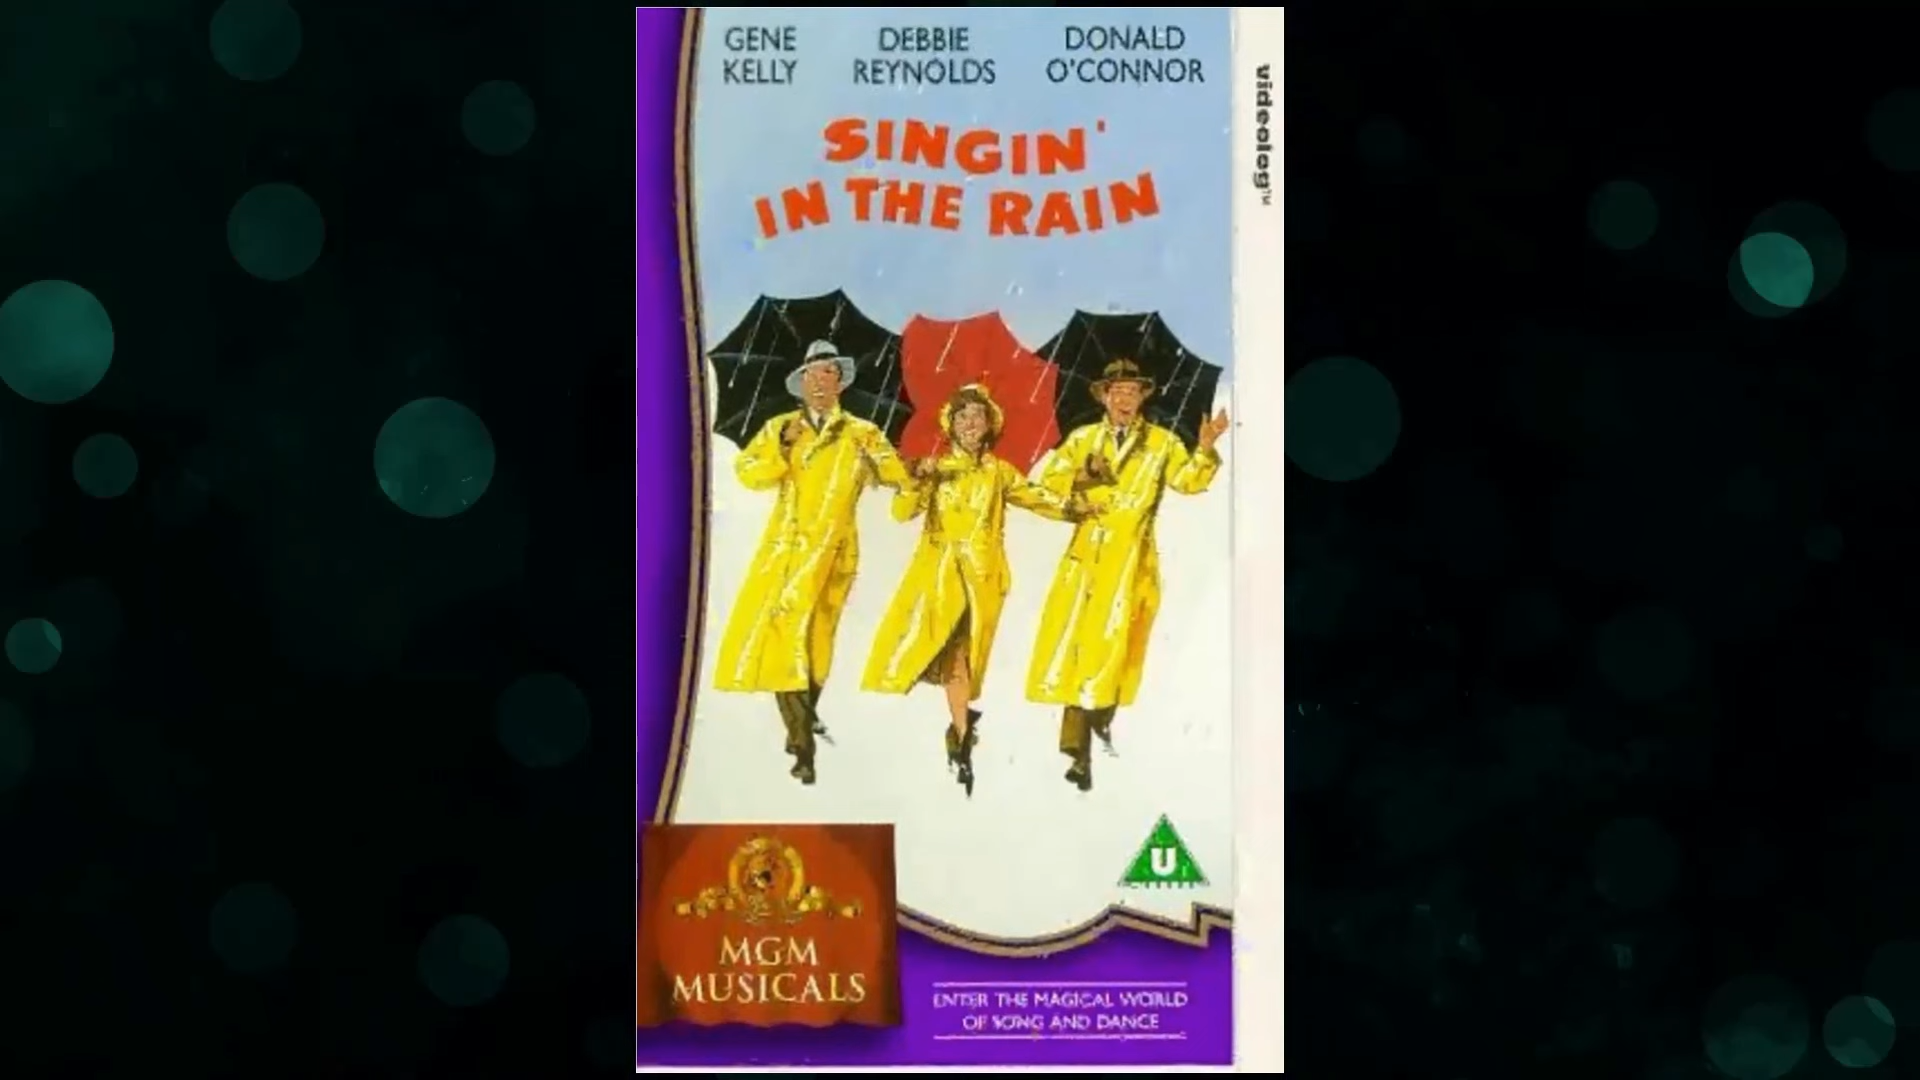 GENE
KELLY
DEBBIE
REYNOLDS
DONALD
O'CONNOR
SINGIN'
IN THE RAIN
videolog™
U
MGM
MUSICALS
ENTER THE MAGICAL WORLD
OF SONG AND DANCE